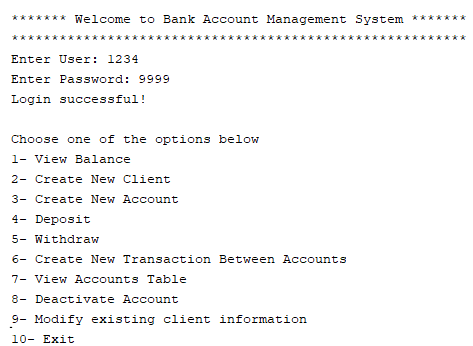 ******* Welcome to Bank Account Management System *******
*********************************************************
Enter User: 1234
Enter Password: 9999
Login successful!
Choose one of the options below
1- View Balance
2- Create New Client
3- Create New Account
4- Deposit
5- Withdraw
6- Create New Transaction Between Accounts
7- View Accounts Table
8- Deactivate Account
9- Modify existing client information
10- Exit